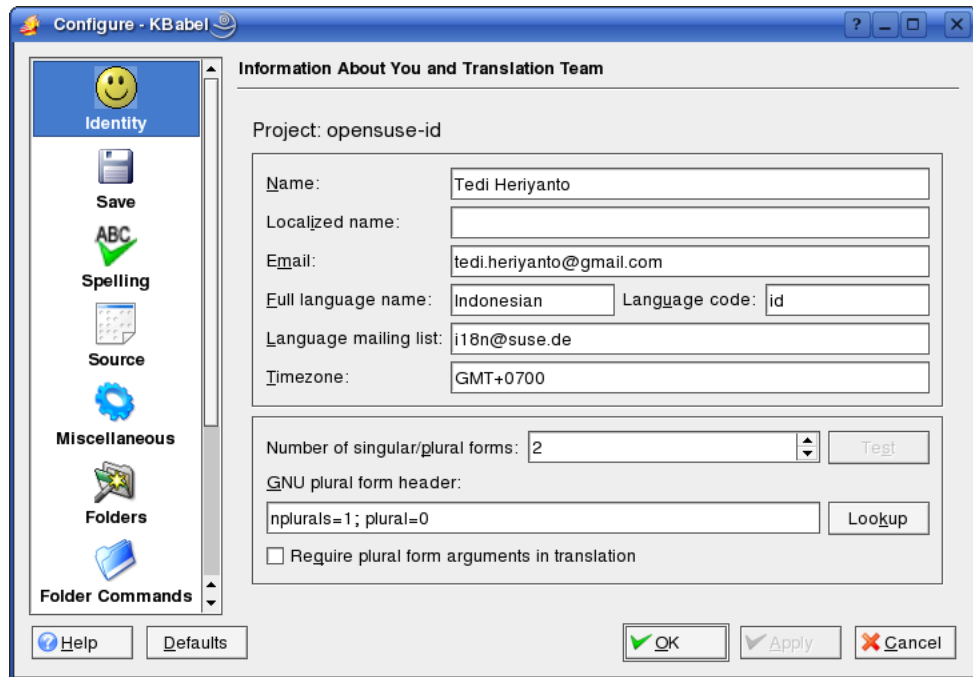 Configure - KBabel
Information About You and Translation Team
Identity
Save
ABC
Spelling
Source
Miscellaneous
Folders
Folder Commands
Project: opensuse-id
Name: Tedi Heriyanto
Localized name:
Email: tedi.heriyanto@gmail.com
Full language name: Indonesian Language code: id
Language mailing list: i18n@suse.de
Timezone: GMT+0700
Number of singular/plural forms: 2 Test
GNU plural form header:
nplurals=1; plural=0 Lookup
Require plural form arguments in translation
Help Defaults OK Apply Cancel